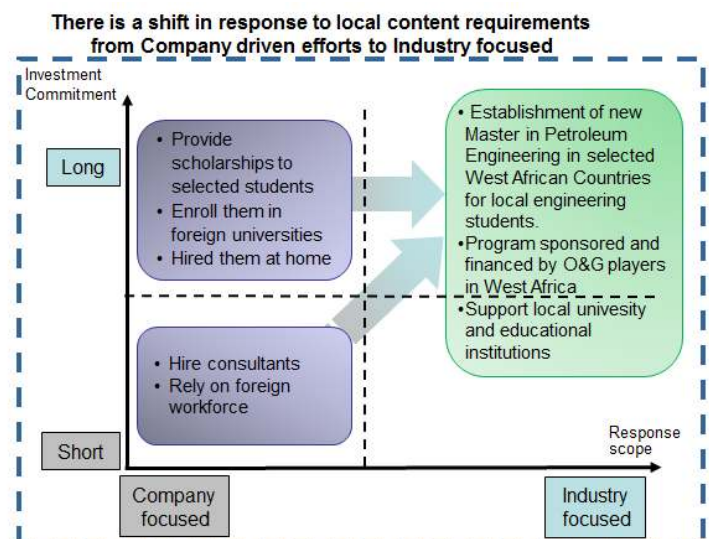 There is a shift in response to local content requirements
from Company driven efforts to Industry focused
Investment
Commitment
Long
• Provide
scholarships to
selected students
• Enroll them in
foreign universities
• Hired them at home
• Establishment of new
Master in Petroleum
Engineering in selected
West African Countries
for local engineering
students.
•Program sponsored and
financed by O&G players
in West Africa
•Support local univesity
and educational
institutions
• Hire consultants
• Rely on foreign
workforce
Short
Response
scope
Company
focused
Industry
focused